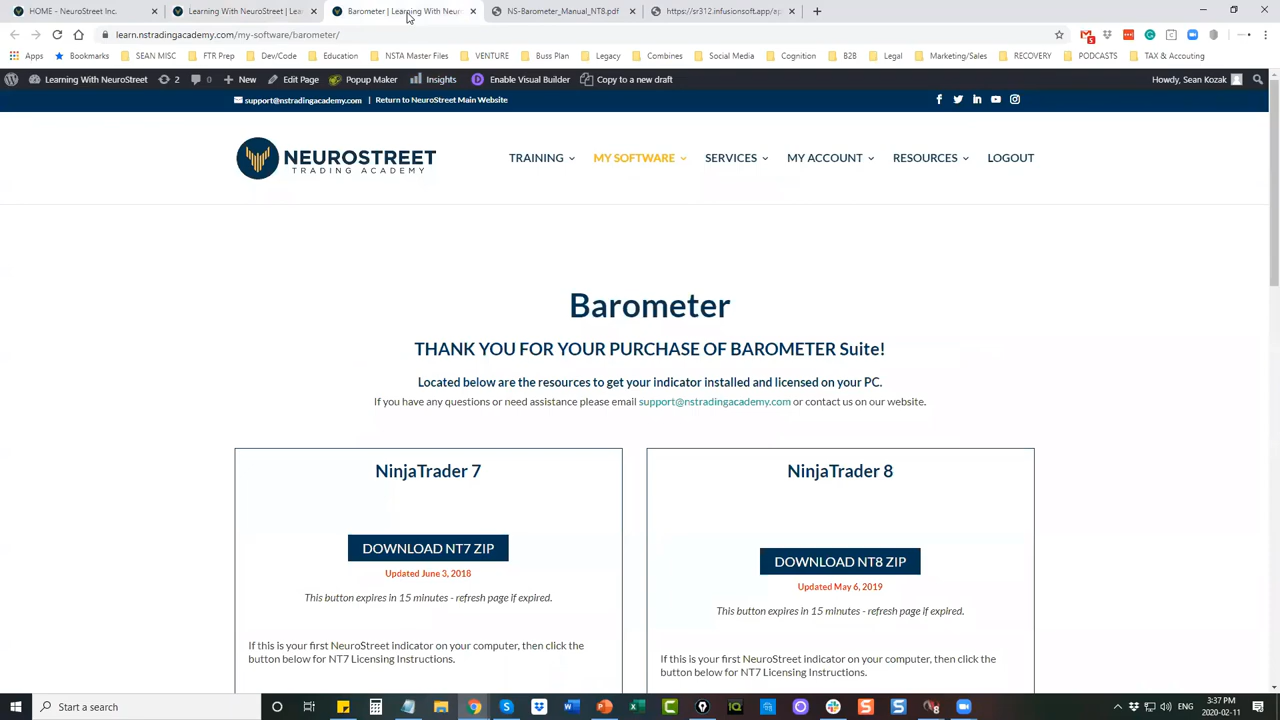 HOME - NeuroStreet Inc.
Learning With NeuroStreet | Lear
Barometer | Learning With Neur
NS-Barometer_Manual_NT8.pdf
https://sr312.infusionsoft.app/ap
learn.nstradingacademy.com/my-software/barometer/
Apps Bookmarks SEAN MISC FTR Prep Dev/Code Education NSTA Master Files VENTURE Buss Plan Legacy Combines Social Media Cognition B2B Legal Marketing/Sales RECOVERY PODCASTS TAX & Accouting
Learning With NeuroStreet 2 0 New Edit Page Popup Maker Insights Enable Visual Builder Copy to a new draft Howdy, Sean Kozak
support@nstradingacademy.com | Return to NeuroStreet Main Website
NEUROSTREET
TRADING ACADEMY
TRAINING MY SOFTWARE SERVICES MY ACCOUNT RESOURCES LOGOUT
Barometer
THANK YOU FOR YOUR PURCHASE OF BAROMETER Suite!
Located below are the resources to get your indicator installed and licensed on your PC.
If you have any questions or need assistance please email support@nstradingacademy.com or contact us on our website.
NinjaTrader 7
DOWNLOAD NT7 ZIP
Updated June 3, 2018
This button expires in 15 minutes - refresh page if expired.
If this is your first NeuroStreet indicator on your computer, then click the
button below for NT7 Licensing Instructions.
NinjaTrader 8
DOWNLOAD NT8 ZIP
Updated May 6, 2019
This button expires in 15 minutes - refresh page if expired.
If this is your first NeuroStreet indicator on your computer, then click the
button below for NT7 Licensing Instructions.
Start a search
ENG
3:37 PM
2020-02-11